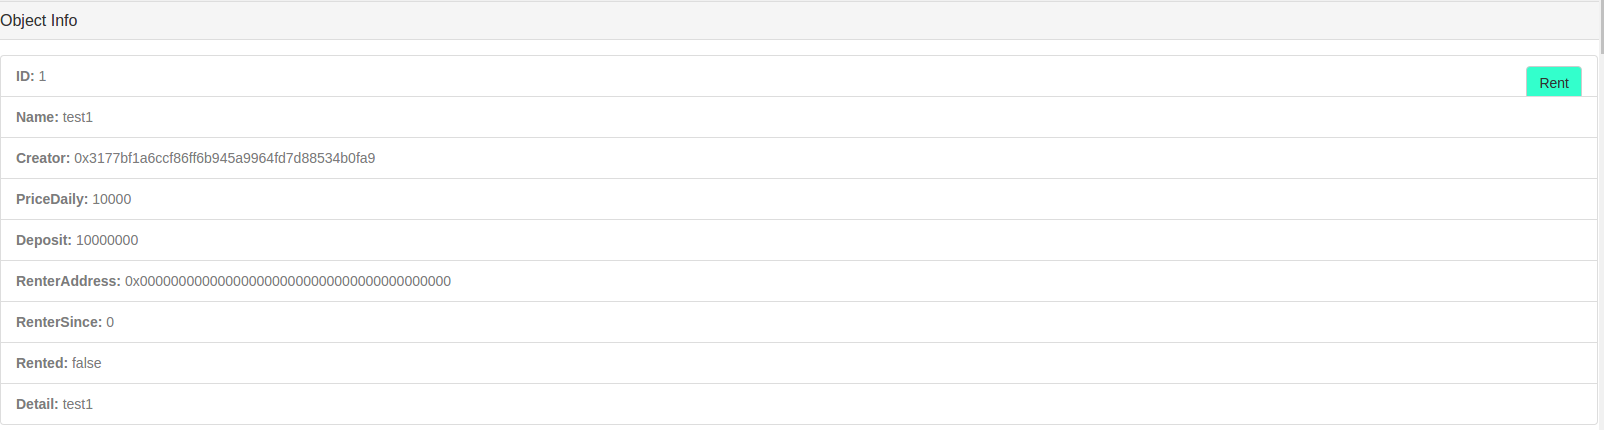 Object Info
ID: 1
Rent
Name: test1
Creator: 0x3177bf1a6ccf86ff6b945a9964fd7d88534b0fa9
PriceDaily: 10000
Deposit: 10000000
RenterAddress: 0x0000000000000000000000000000000000000000
RenterSince: 0
Rented: false
Detail: test1